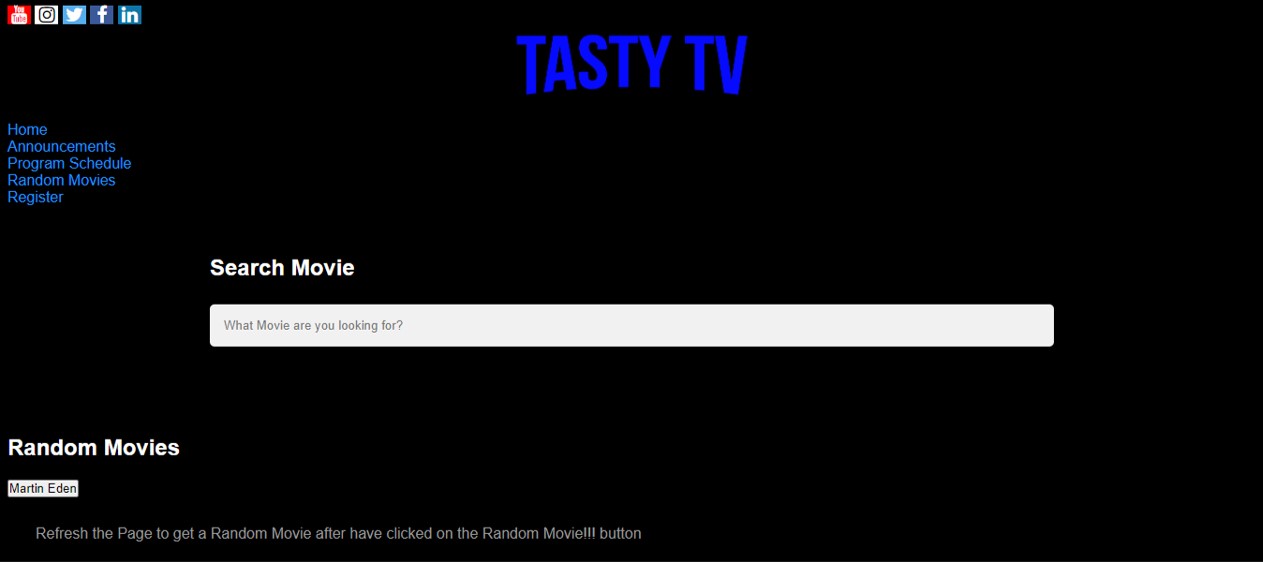 You
Tube
TASTY TV
Home
Announcements
Program Schedule
Random Movies
Register
Search Movie
What Movie are you looking for?
Random Movies
Martin Eden
Refresh the Page to get a Random Movie after have clicked on the Random Movie!!! button